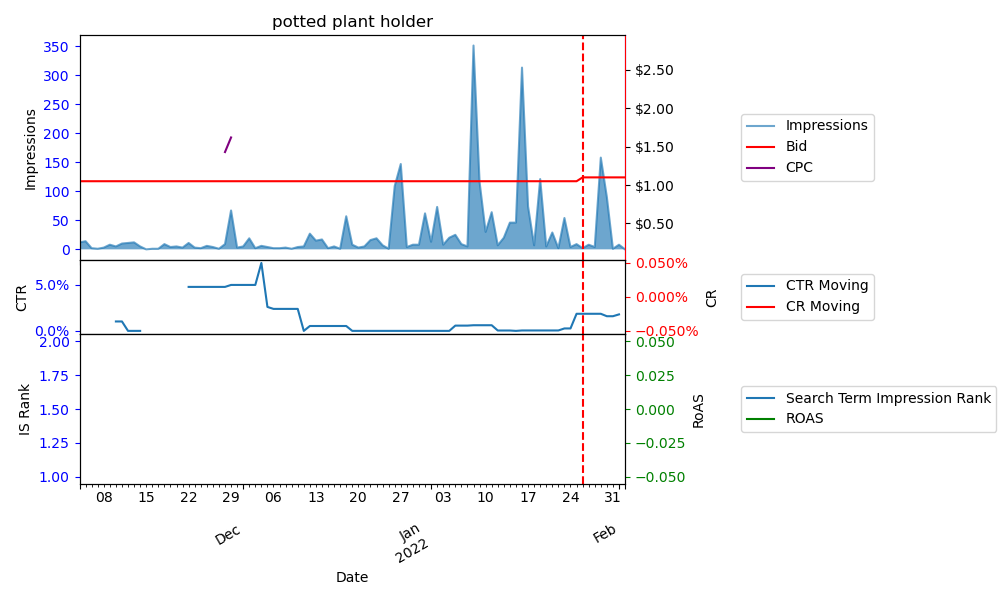 potted plant holder
350
300
250
200
150
100
50
0
Impressions
$2.50
$2.00
$1.50
$1.00
$0.50
Impressions
Bid
CPC
5.0%
0.0%
CTR
0.050%
0.000%
−0.050%
CR
CTR Moving
CR Moving
2.00
1.75
1.50
1.25
1.00
IS Rank
0.050
0.025
0.000
−0.025
−0.050
RoAS
Search Term Impression Rank
ROAS
08 15 22 29 06 13 20 27 03 10 17 24 31
Dec Jan Feb
2022
Date